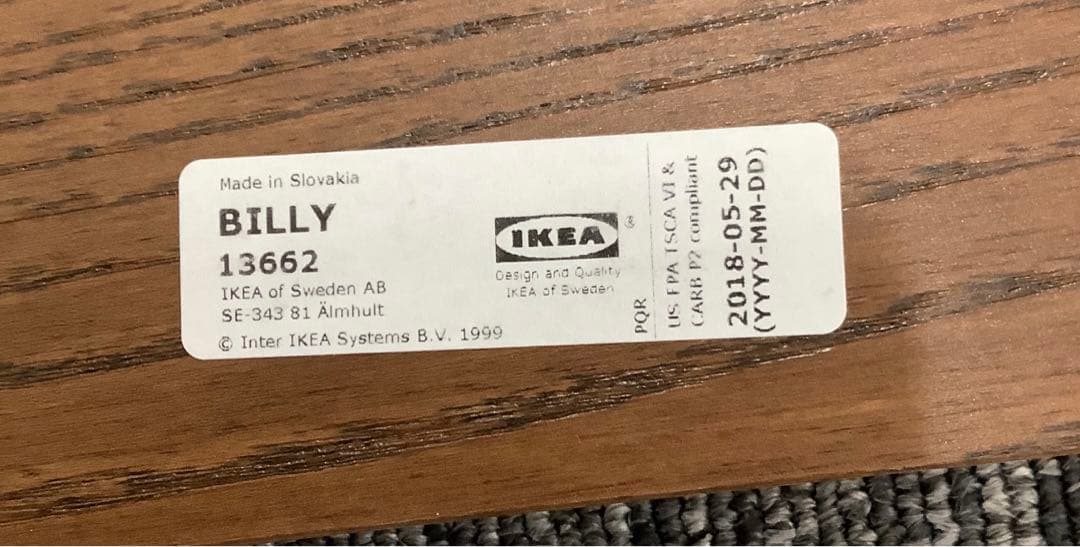 Made in Slovakia
BILLY
13662
IKEA of Sweden AB
SE-343 81 Älmhult
© Inter IKEA Systems B.V. 1999
IKEA ®
Design and Quality
IKEA of Sweden
PQR
US EPA TSCA VI &
CARB P2 compliant
2018-05-29
(YYYY-MM-DD)